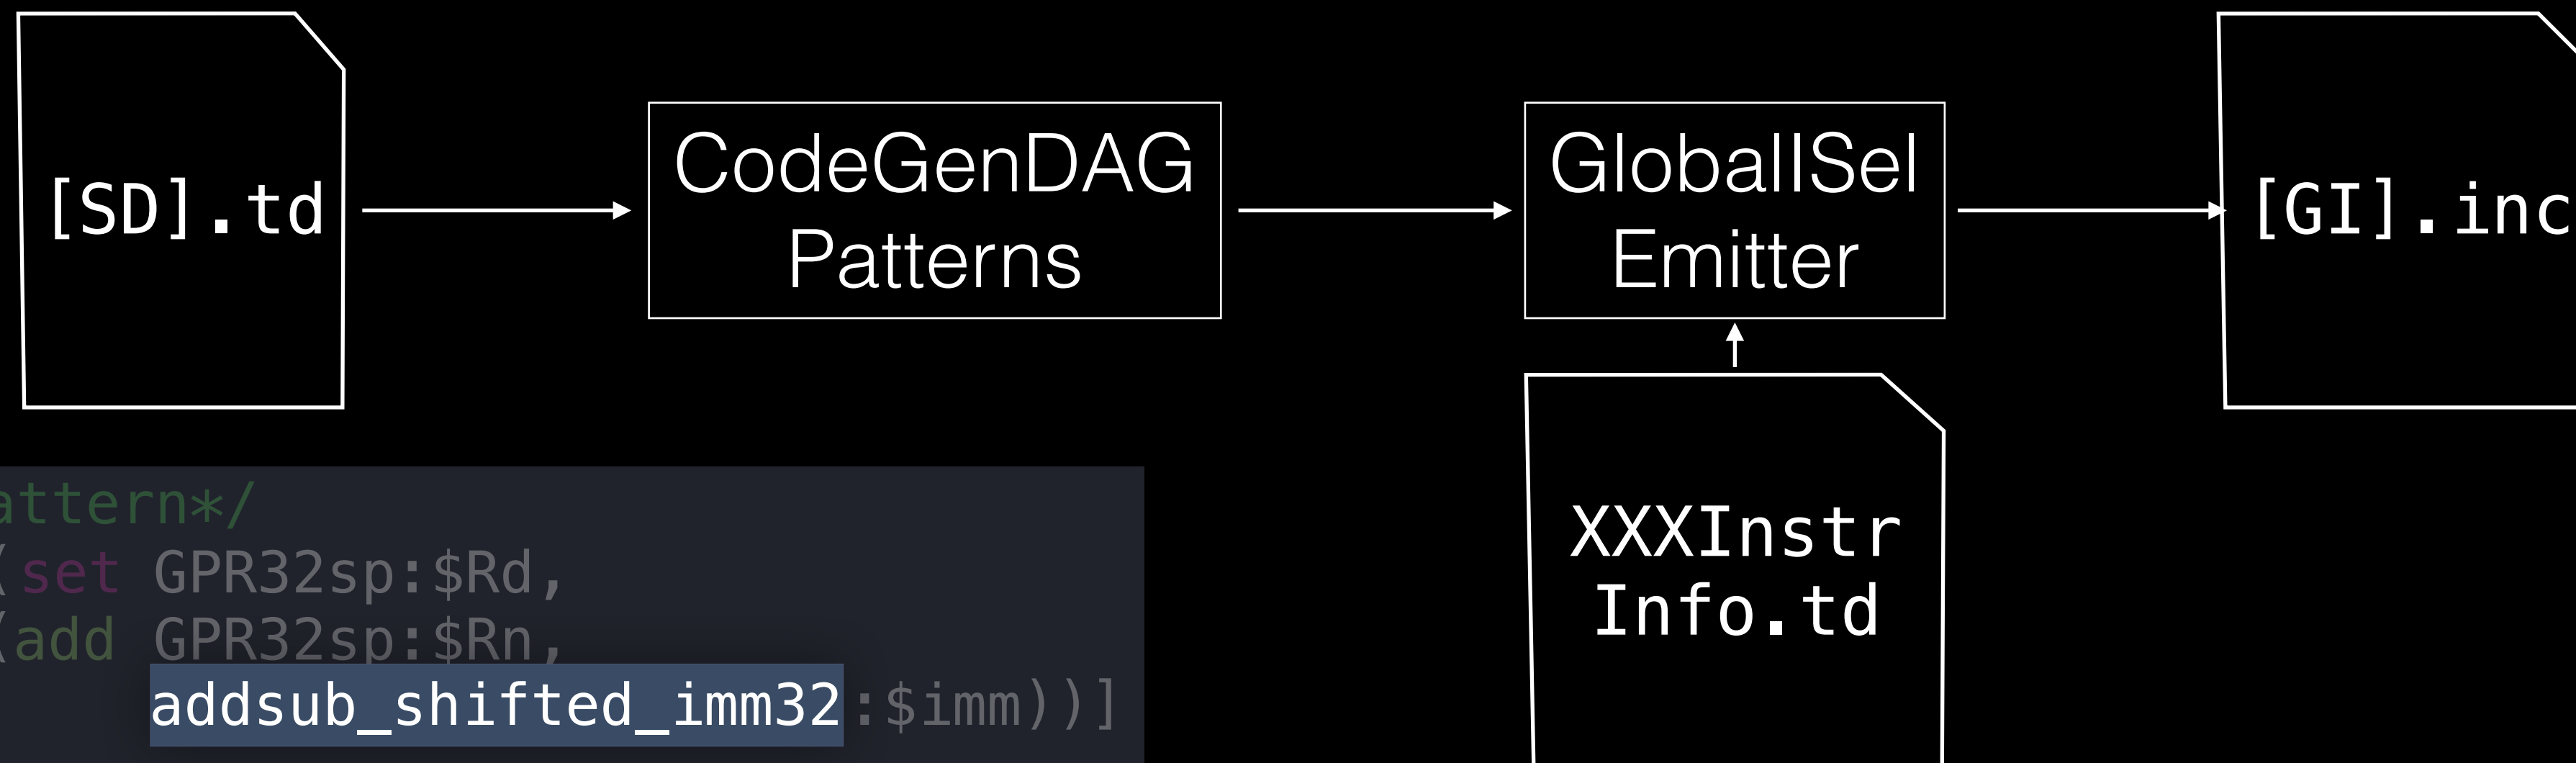 [SD].td
CodeGenDAG
Patterns
GlobalISel
Emitter
[GI].inc
XXXInstr
Info.td
attern*/
(set GPR32sp:$Rd,
(add GPR32sp:$Rn,
addsub_shifted_imm32:$imm))]